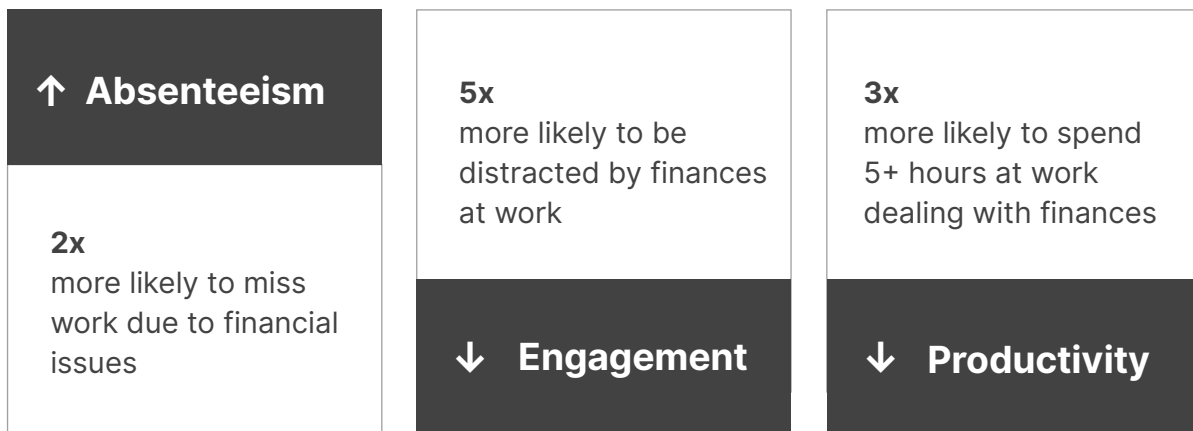 ↑ Absenteeism
2x
more likely to miss
work due to financial
issues
5x
more likely to be
distracted by finances
at work
↓ Engagement
3x
more likely to spend
5+ hours at work
dealing with finances
↓ Productivity